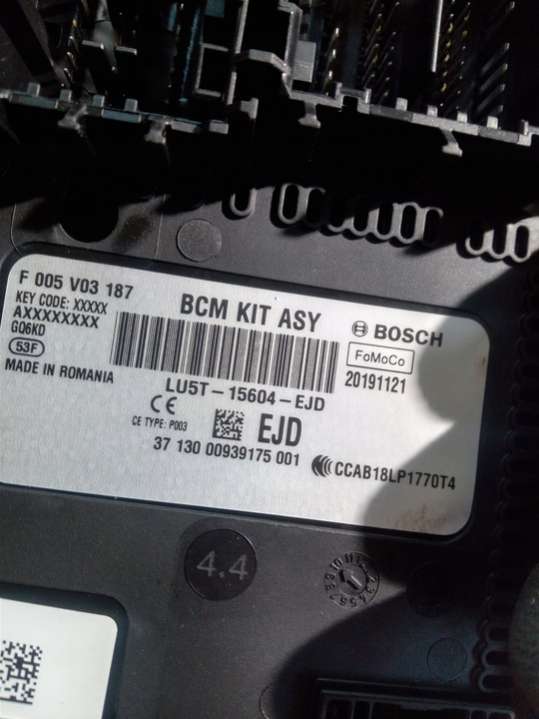 F 005 V03 187
KEY CODE: XXXXX
AXXXXXXXX
GQ6KD
53F
MADE IN ROMANIA
BCM KIT ASY
BOSCH
FoMoCo
20191121
LU5T-15604-EJD
CE
CE TYPE: P003
EJD
37 130 00939175 001
CCAB18LP1770T4
4.4